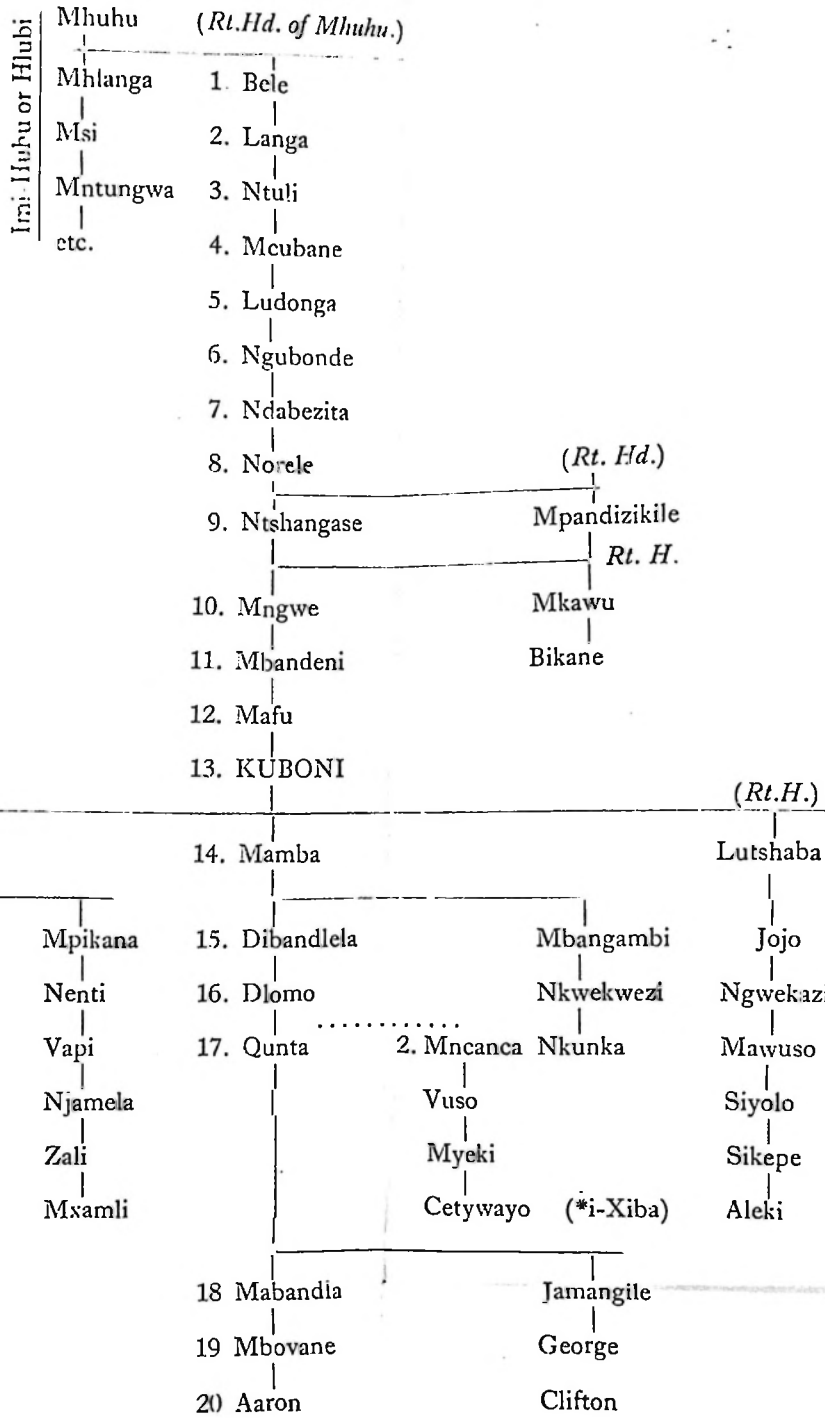 Imi-Huhu or Hlubi
Mhuhu (Rt.Hd. of Mhuhu.)
Mhlanga 1. Bele
Msi 2. Langa
Mntungwa 3. Ntuli
etc. 4. Mcubane
5. Ludonga
6. Ngubonde
7. Ndabezita
8. Norele (Rt. Hd.)
9. Ntshangase Mpandizikile
Rt. H.
10. Mngwe Mkawu
11. Mbandeni Bikane
12. Mafu
13. KUBONI
(Rt.H.)
14. Mamba Lutshaba
Mpikana 15. Dibandlela Mbangambi Jojo
Nenti 16. Dlomo Nkwekwezi Ngwekazi
Vapi 17. Qunta 2. Mncanca Nkunka Mawuso
Njamela Vuso Siyolo
Zali Myeki Sikepe
Mxamli Cetywayo (*i-Xiba) Aleki
18 Mabandia Jamangile
19 Mbovane George
20 Aaron Clifton